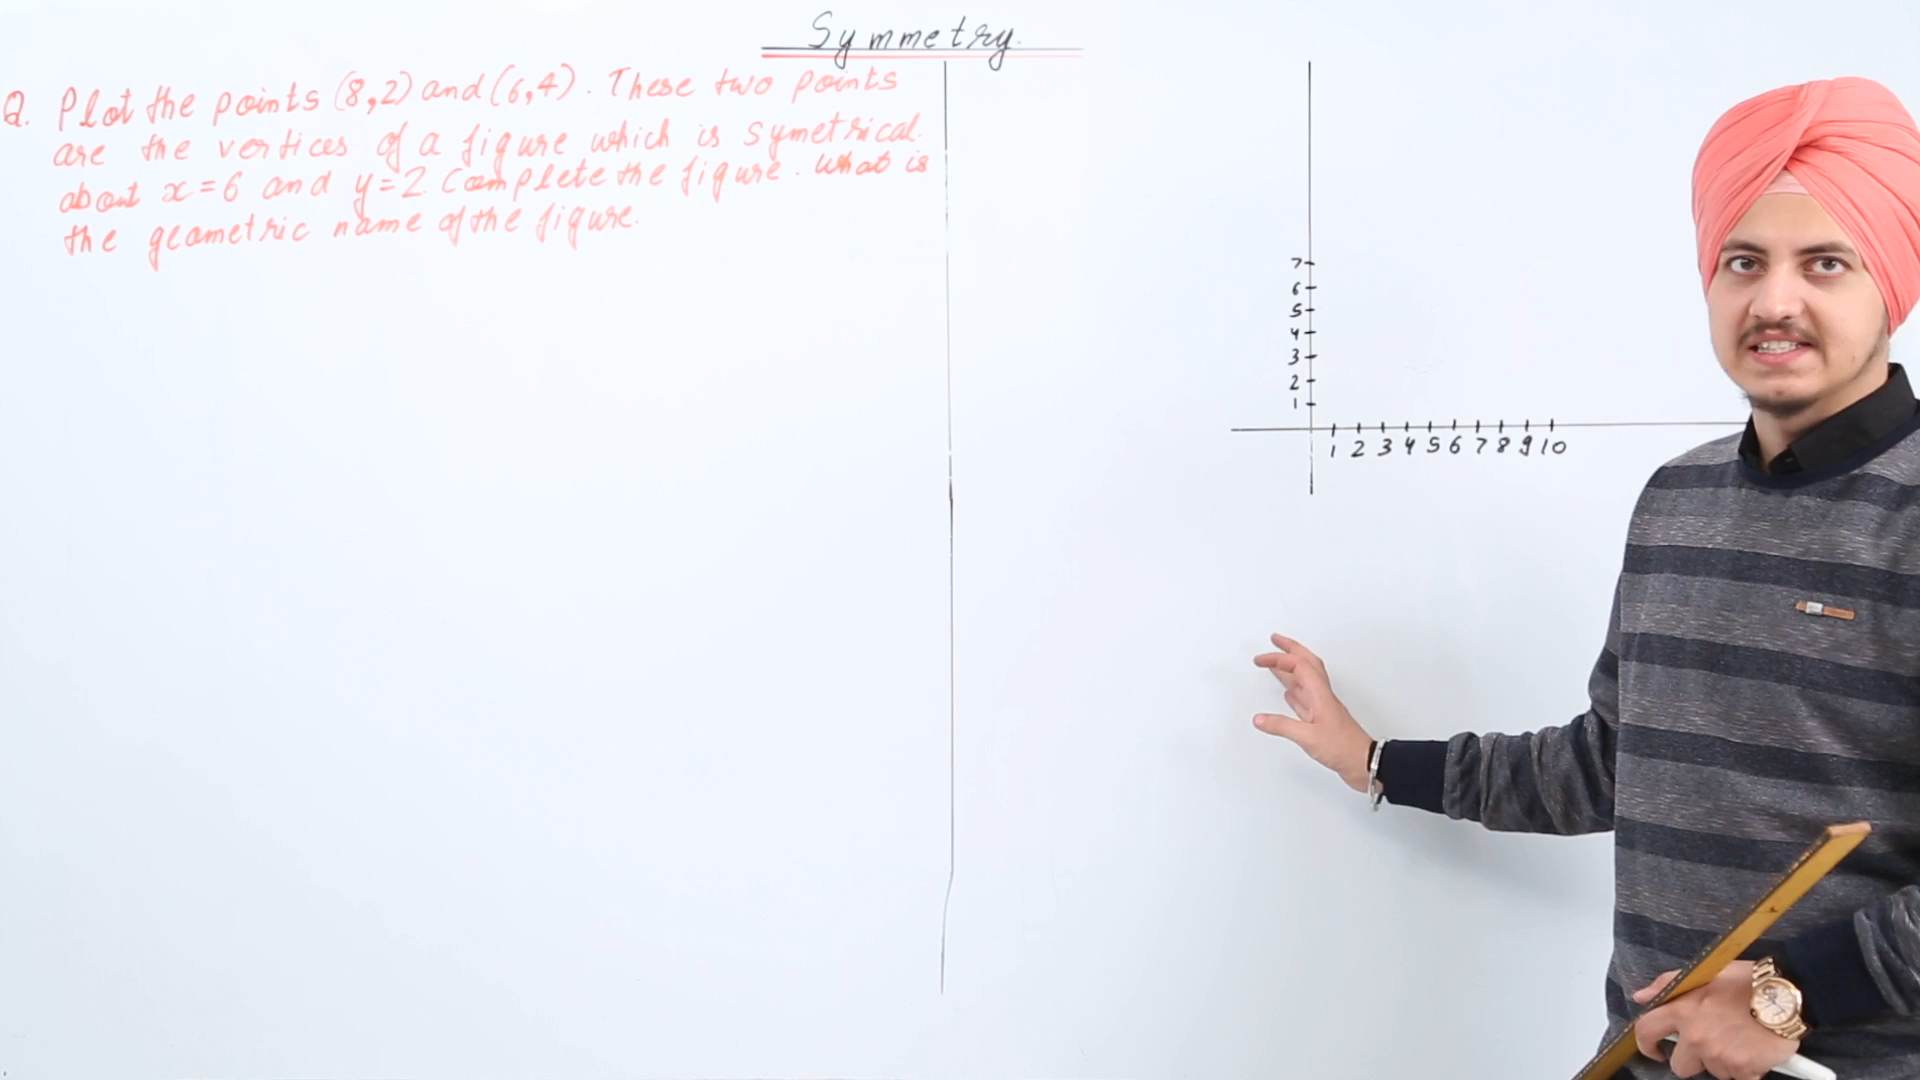 Symmetry.
Q. Plot the points (8,2) and (6,4). These two points
are the vertices of a figure which is symetrical.
about x=6 and y=2. Complete the figure. What is
the geometric name of the figure.
7
6
5
4
3
2
1
1 2 3 4 5 6 7 8 9 10